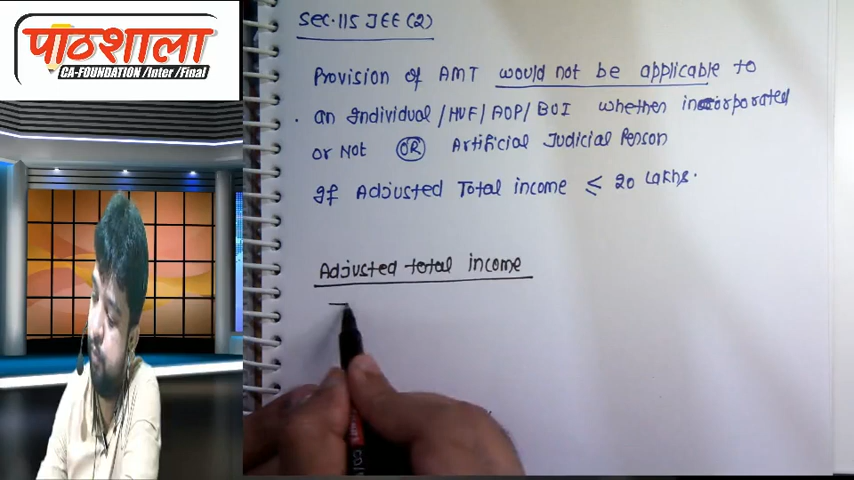 पाठशाला
CA-FOUNDATION/Inter/Final
Sec.115 JEE(2)
Provision of AMT would not be applicable to
an Individual/HUF/AOP/BOI whether incorporated
or Not OR Artificial Judicial Person
If Adjusted Total income ≤ 20 Lakhs.
Adjusted total income